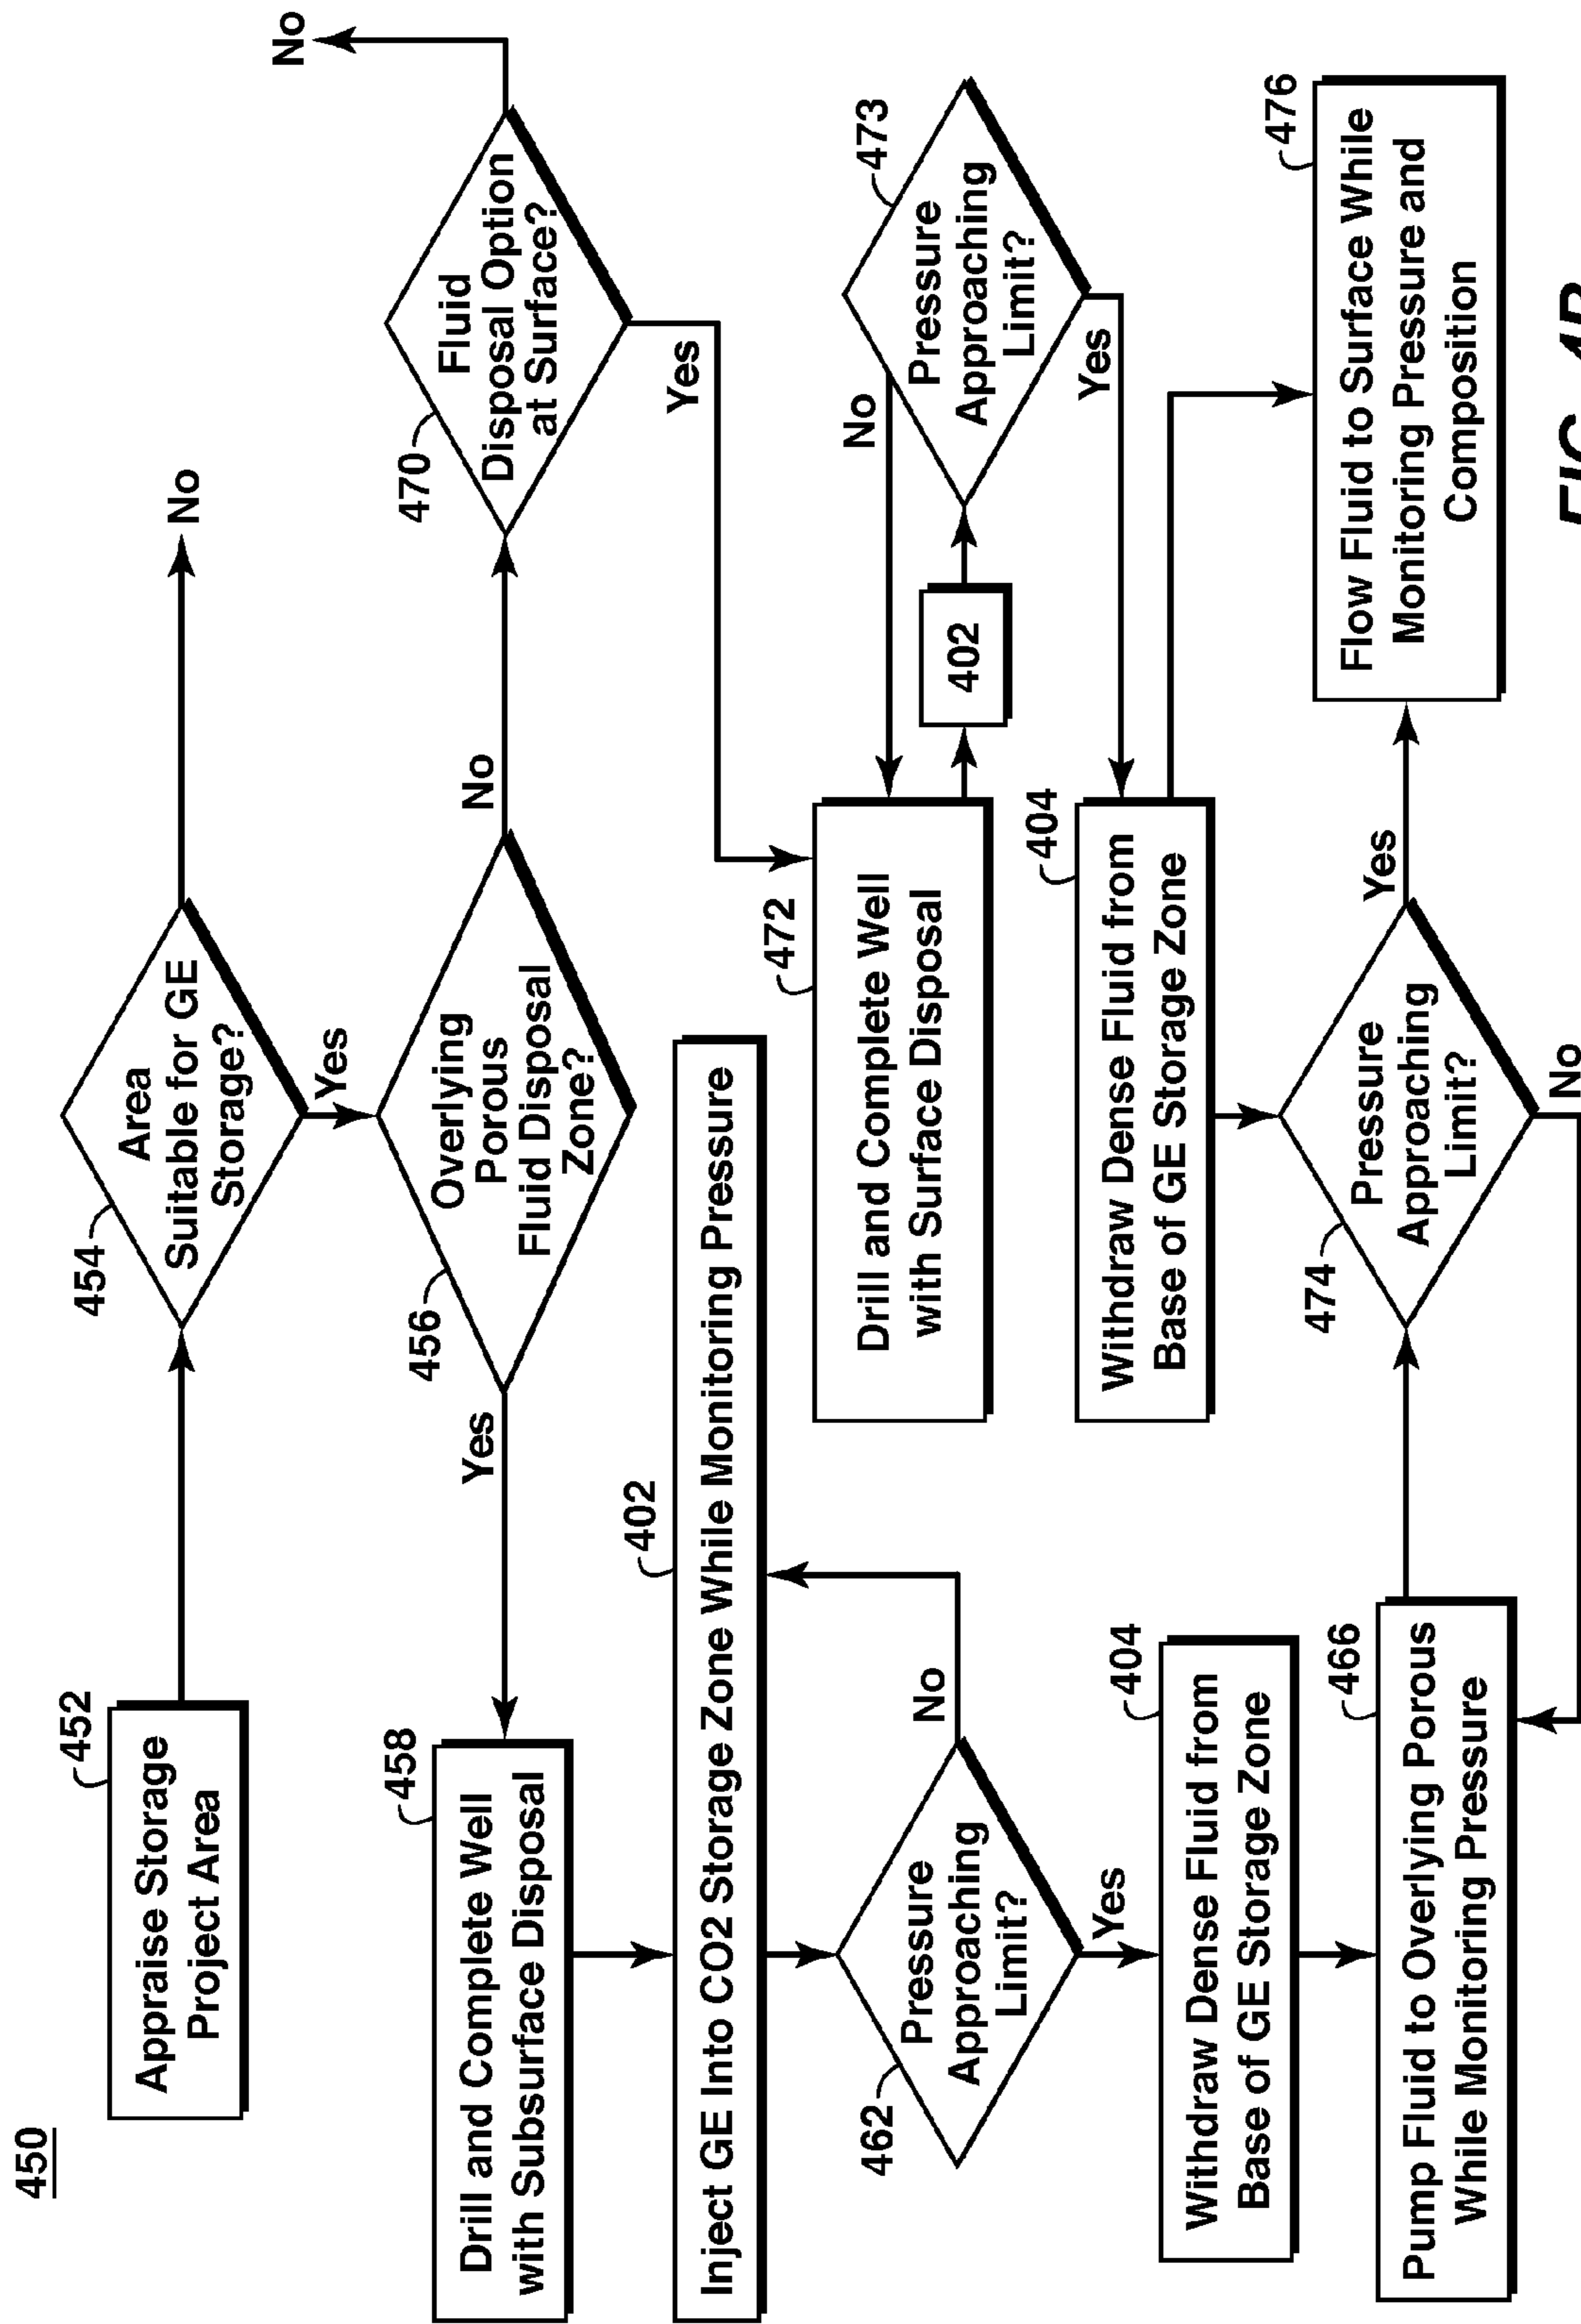 450
452
Appraise Storage
Project Area
454
Area
Suitable for GE
Storage?
No
Yes
456
Overlying
Porous
Fluid Disposal
Zone?
Yes
No
470
Fluid
Disposal Option
at Surface?
No
Yes
458
Drill and Complete Well
with Subsurface Disposal
402
Inject GE Into CO2 Storage Zone While Monitoring Pressure
462
Pressure
Approaching
Limit?
No
Yes
404
Withdraw Dense Fluid from
Base of GE Storage Zone
466
Pump Fluid to Overlying Porous
While Monitoring Pressure
472
Drill and Complete Well
with Surface Disposal
402
473
Pressure
Approaching
Limit?
No
Yes
404
Withdraw Dense Fluid from
Base of GE Storage Zone
474
Pressure
Approaching
Limit?
Yes
No
476
Flow Fluid to Surface While
Monitoring Pressure and
Composition